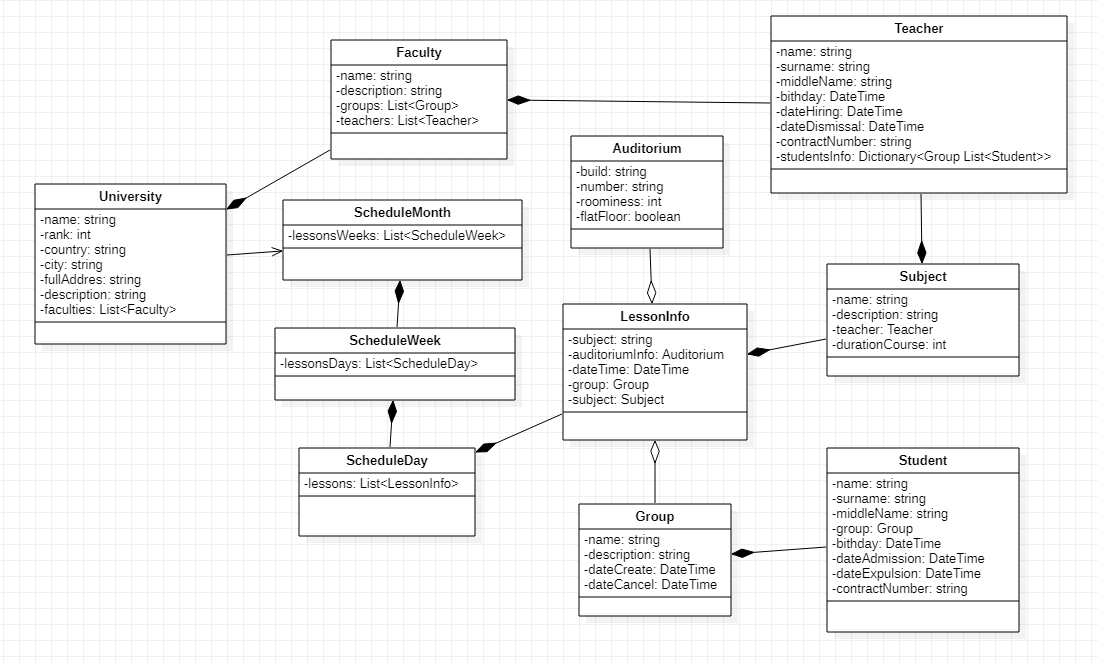 Teacher
-name: string
-surname: string
-middleName: string
-bithday: DateTime
-dateHiring: DateTime
-dateDismissal: DateTime
-contractNumber: string
-studentsInfo: Dictionary<Group List<Student>>
Faculty
-name: string
-description: string
-groups: List<Group>
-teachers: List<Teacher>
Auditorium
-build: string
-number: string
-roominess: int
-flatFloor: boolean
University
-name: string
-rank: int
-country: string
-city: string
-fullAddres: string
-description: string
-faculties: List<Faculty>
ScheduleMonth
-lessonsWeeks: List<ScheduleWeek>
Subject
-name: string
-description: string
-teacher: Teacher
-durationCourse: int
LessonInfo
-subject: string
-auditoriumInfo: Auditorium
-dateTime: DateTime
-group: Group
-subject: Subject
ScheduleWeek
-lessonsDays: List<ScheduleDay>
ScheduleDay
-lessons: List<LessonInfo>
Student
-name: string
-surname: string
-middleName: string
-group: Group
-bithday: DateTime
-dateAdmission: DateTime
-dateExpulsion: DateTime
-contractNumber: string
Group
-name: string
-description: string
-dateCreate: DateTime
-dateCancel: DateTime